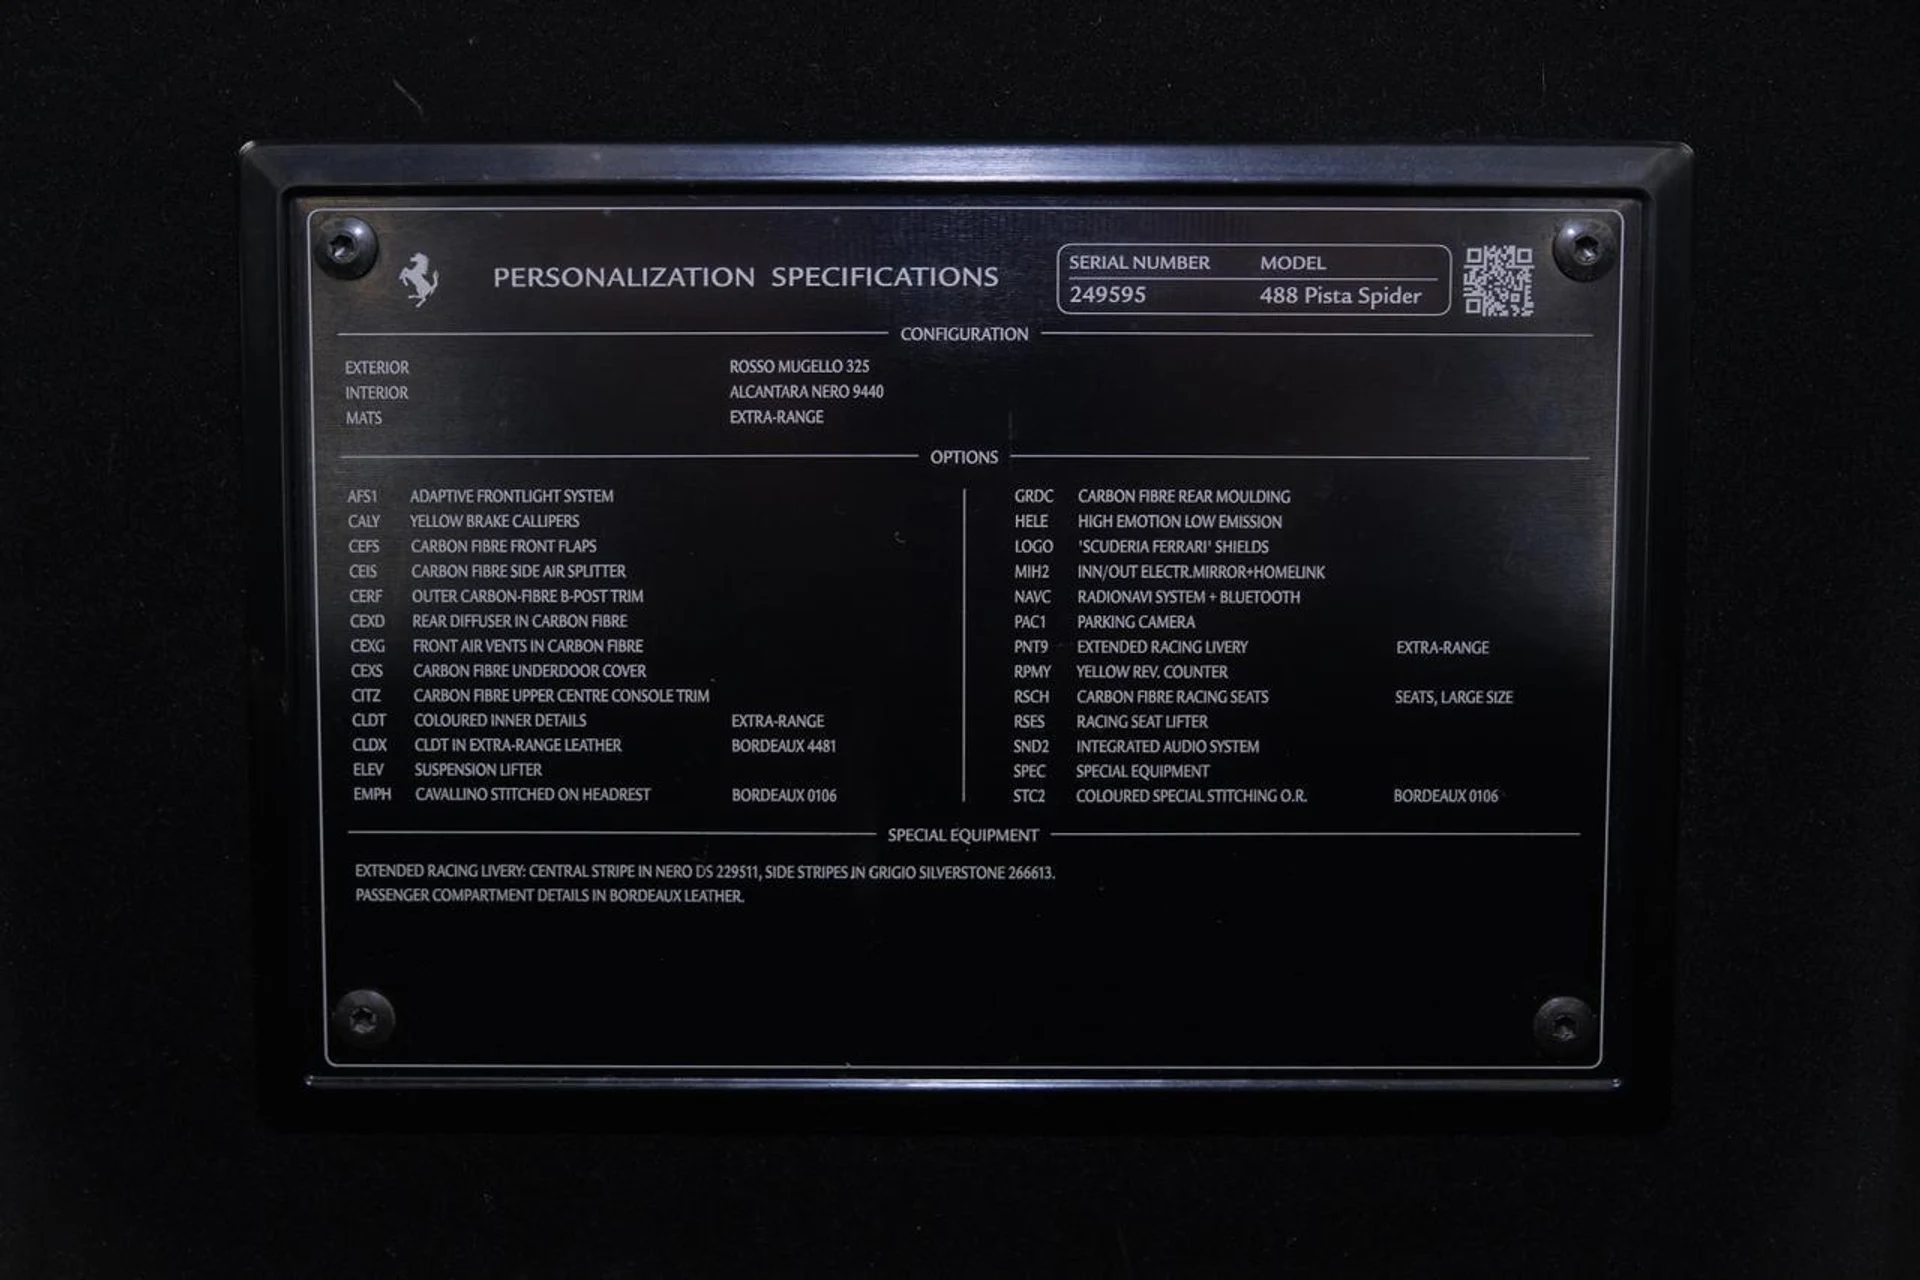 PERSONALIZATION SPECIFICATIONS
SERIAL NUMBER MODEL
249595 488 Pista Spider
CONFIGURATION
EXTERIOR ROSSO MUGELLO 325
INTERIOR ALCANTARA NERO 9440
MATS EXTRA-RANGE
OPTIONS
AFS1 ADAPTIVE FRONTLIGHT SYSTEM
CALY YELLOW BRAKE CALLIPERS
CEFS CARBON FIBRE FRONT FLAPS
CEIS CARBON FIBRE SIDE AIR SPLITTER
CERF OUTER CARBON-FIBRE B-POST TRIM
CEXD REAR DIFFUSER IN CARBON FIBRE
CEXG FRONT AIR VENTS IN CARBON FIBRE
CEXS CARBON FIBRE UNDERDOOR COVER
CITZ CARBON FIBRE UPPER CENTRE CONSOLE TRIM
CLDT COLOURED INNER DETAILS EXTRA-RANGE
CLDX CLDT IN EXTRA-RANGE LEATHER BORDEAUX 4481
ELEV SUSPENSION LIFTER
EMPH CAVALLINO STITCHED ON HEADREST BORDEAUX 0106
GRDC CARBON FIBRE REAR MOULDING
HELE HIGH EMOTION LOW EMISSION
LOGO 'SCUDERIA FERRARI' SHIELDS
MIH2 INN/OUT ELECTR.MIRROR+HOMELINK
NAVC RADIONAVI SYSTEM + BLUETOOTH
PAC1 PARKING CAMERA
PNT9 EXTENDED RACING LIVERY EXTRA-RANGE
RPMY YELLOW REV. COUNTER
RSCH CARBON FIBRE RACING SEATS SEATS, LARGE SIZE
RSES RACING SEAT LIFTER
SND2 INTEGRATED AUDIO SYSTEM
SPEC SPECIAL EQUIPMENT
STC2 COLOURED SPECIAL STITCHING O.R. BORDEAUX 0106
SPECIAL EQUIPMENT
EXTENDED RACING LIVERY: CENTRAL STRIPE IN NERO DS 229511, SIDE STRIPES IN GRIGIO SILVERSTONE 266613.
PASSENGER COMPARTMENT DETAILS IN BORDEAUX LEATHER.